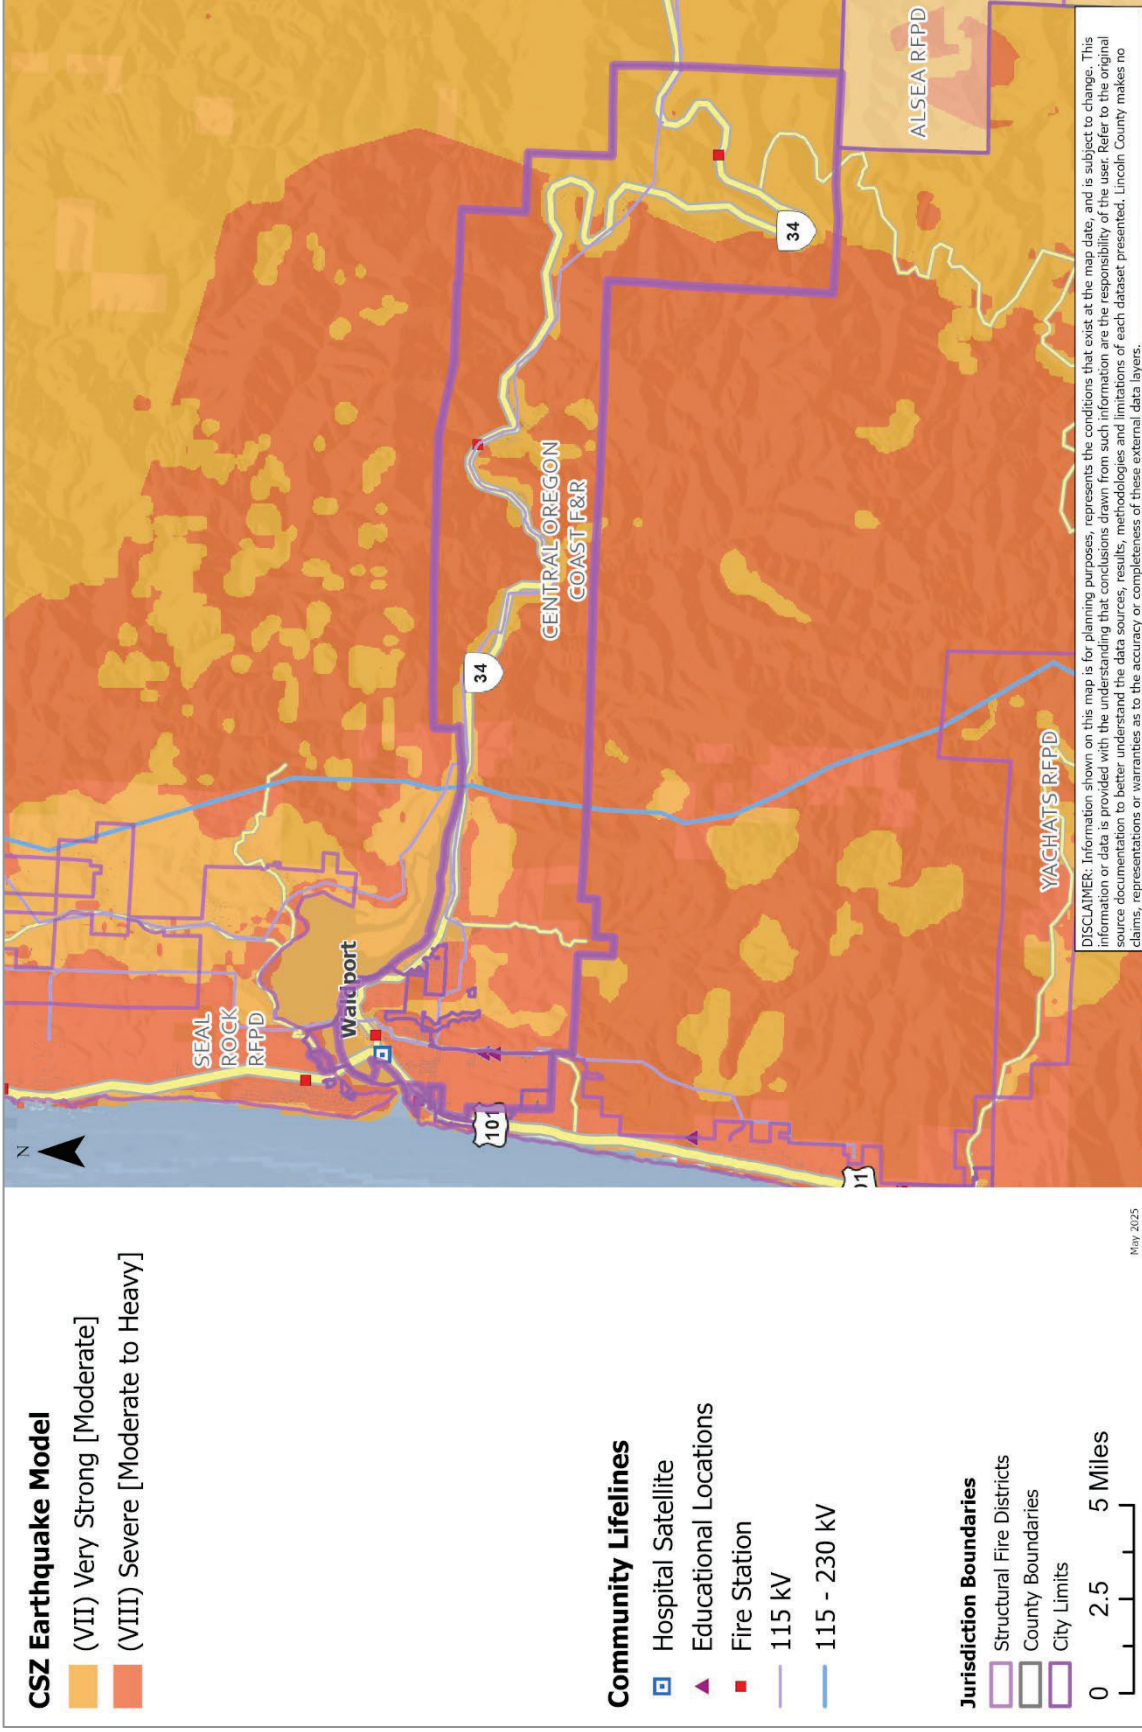 CSZ Earthquake Model
(VII) Very Strong [Moderate]
(VIII) Severe [Moderate to Heavy]
Community Lifelines
Hospital Satellite
Educational Locations
Fire Station
115 kV
115 - 230 kV
Jurisdiction Boundaries
Structural Fire Districts
County Boundaries
City Limits
0 2.5 5 Miles
N
SEAL
ROCK
RFPD
Waldport
101
34
CENTRAL OREGON
COAST F&R
34
ALSEA RFPD
YACHATS RFPD
01
DISCLAIMER: Information shown on this map is for planning purposes, represents the conditions that exist at the map date, and is subject to change. This
information or data is provided with the understanding that conclusions drawn from such information are the responsibility of the user. Refer to the original
source documentation to better understand the data sources, results, methodologies and limitations of each dataset presented. Lincoln County makes no
claims, representations or warranties as to the accuracy or completeness of these external data layers.
May 2025